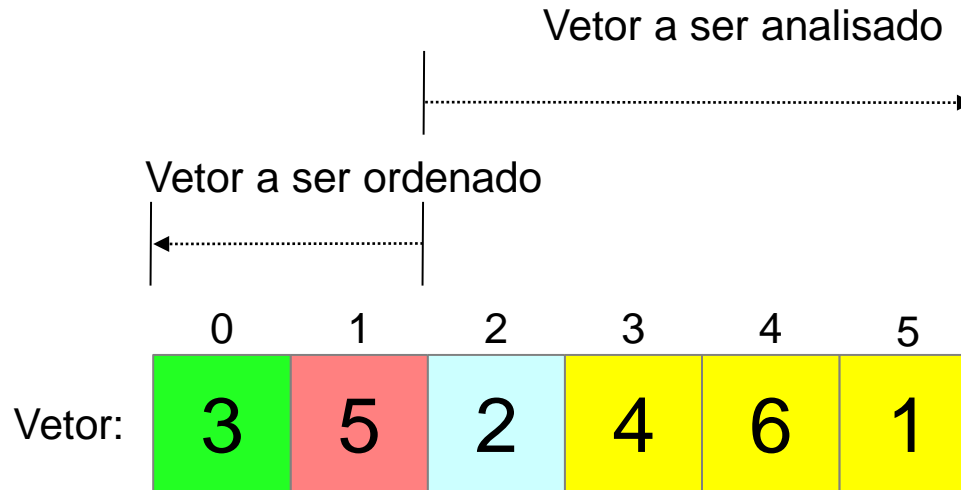 Vetor a ser analisado
Vetor a ser ordenado
0 1 2 3 4 5
Vetor: 3 5 2 4 6 1